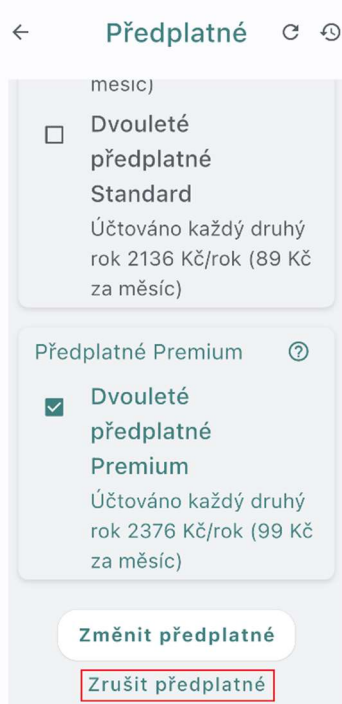 Předplatné
měsíc)
Dvouleté
předplatné
Standard
Účtováno každý druhý
rok 2136 Kč/rok (89 Kč
za měsíc)
Předplatné Premium
Dvouleté
předplatné
Premium
Účtováno každý druhý
rok 2376 Kč/rok (99 Kč
za měsíc)
Změnit předplatné
Zrušit předplatné